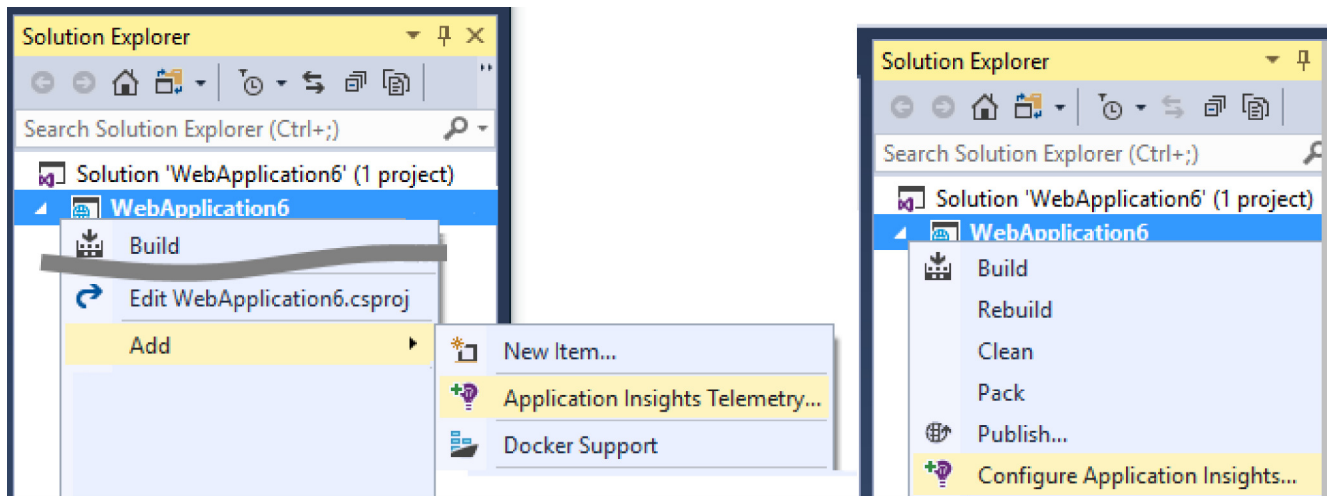 Solution Explorer
Search Solution Explorer (Ctrl+;)
Solution 'WebApplication6' (1 project)
WebApplication6
Build
Edit WebApplication6.csproj
Add
New Item...
Application Insights Telemetry...
Docker Support
Solution Explorer
Search Solution Explorer (Ctrl+;)
Solution 'WebApplication6' (1 project)
WebApplication6
Build
Rebuild
Clean
Pack
Publish...
Configure Application Insights...